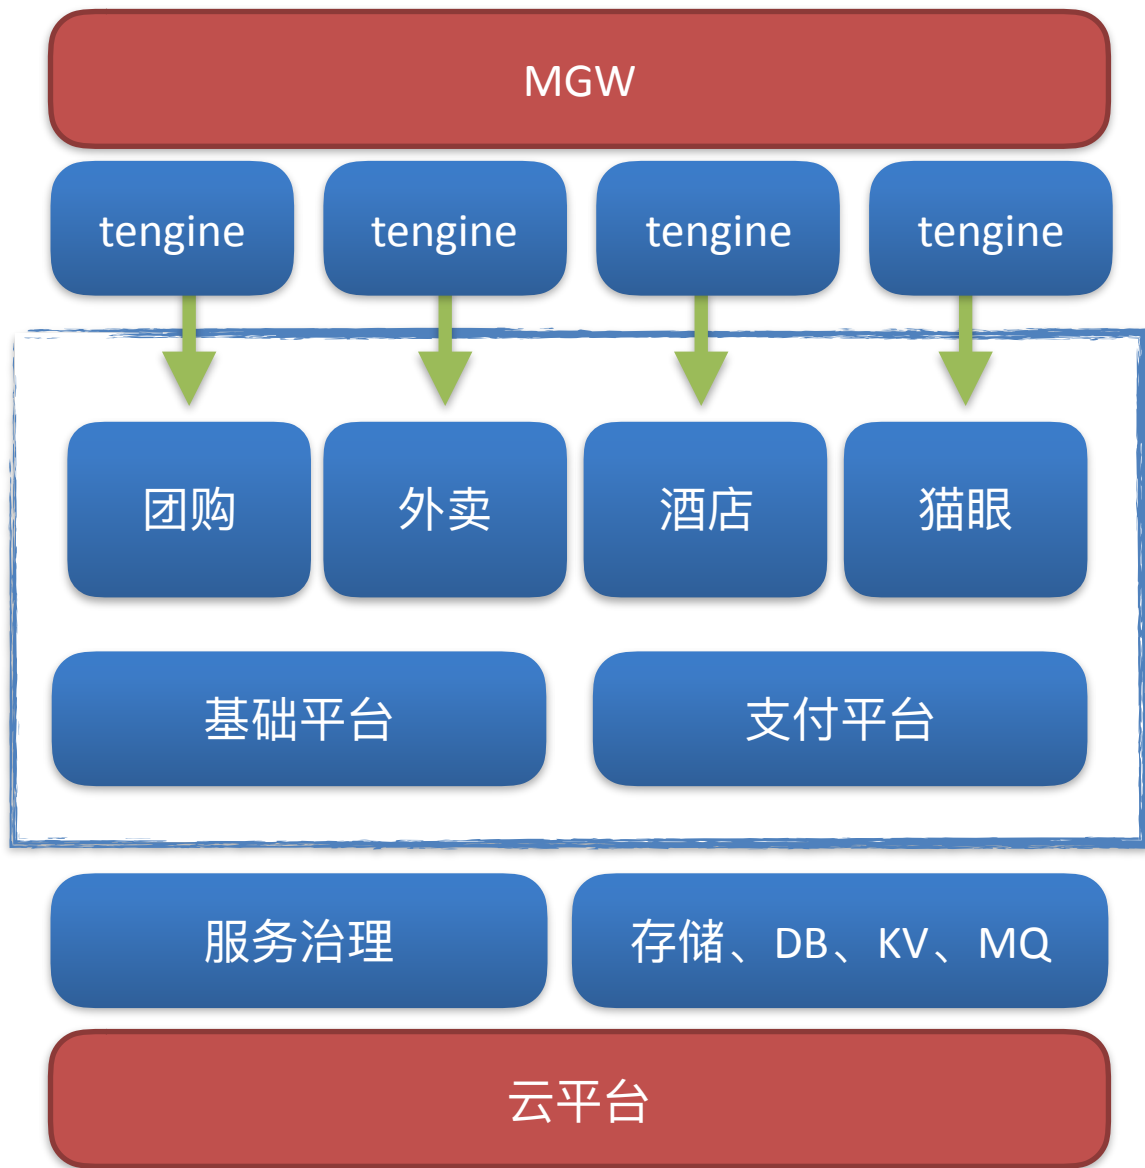 MGW
tengine
tengine
tengine
tengine
团购
外卖
酒店
猫眼
基础平台
支付平台
服务治理
存储、DB、KV、MQ
云平台